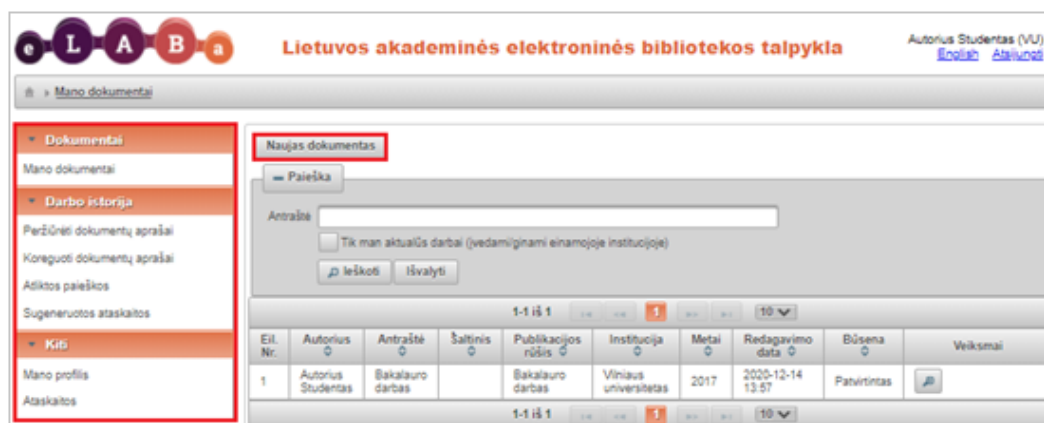 eLABa
Lietuvos akademinės elektroninės bibliotekos talpykla
Autorius Studentas (VU)
English Atsijungti
Mano dokumentai
Dokumentai
Mano dokumentai
Darbo istorija
Peržiūrėti dokumentų aprašai
Koreguoti dokumentų aprašai
Atliktos paieškos
Sugeneruotos ataskaitos
Kiti
Mano profilis
Ataskaitos
Naujas dokumentas
Paieška
Antraštė
Tik man aktualūs darbai (įvedami/ginami einamojoje institucijoje)
Ieškoti Išvalyti
1-1 iš 1 1 10
Eil. Nr. Autorius Antraštė Šaltinis Publikacijos rūšis Institucija Metai Redagavimo data Būsena Veiksmai
1 Autorius Studentas Bakalauro darbas Bakalauro darbas Vilniaus universitetas 2017 2020-12-14 13:57 Patvirtintas
1-1 iš 1 1 10